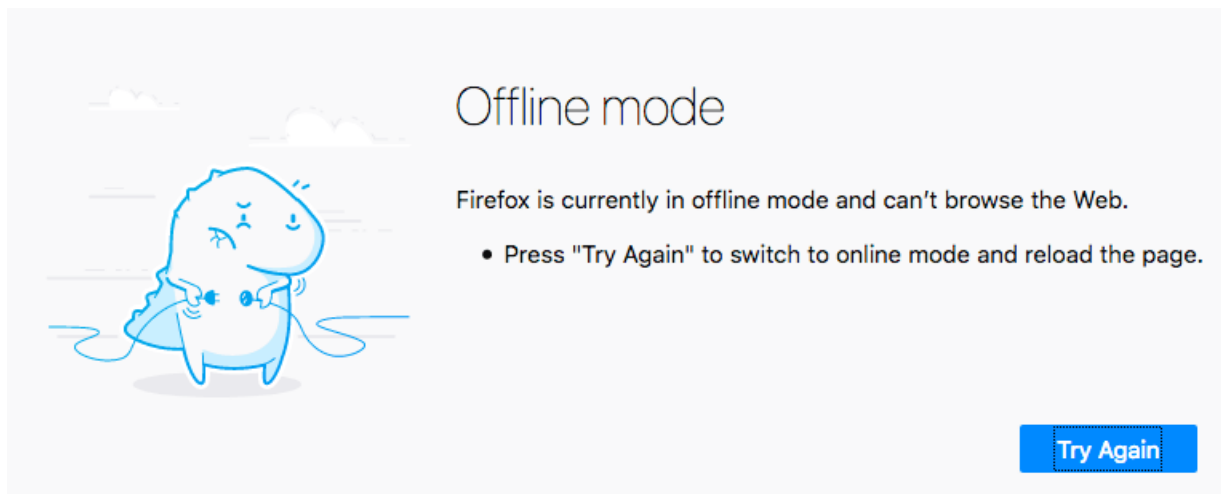 Offline mode
Firefox is currently in offline mode and can’t browse the Web.
• Press "Try Again" to switch to online mode and reload the page.
Try Again